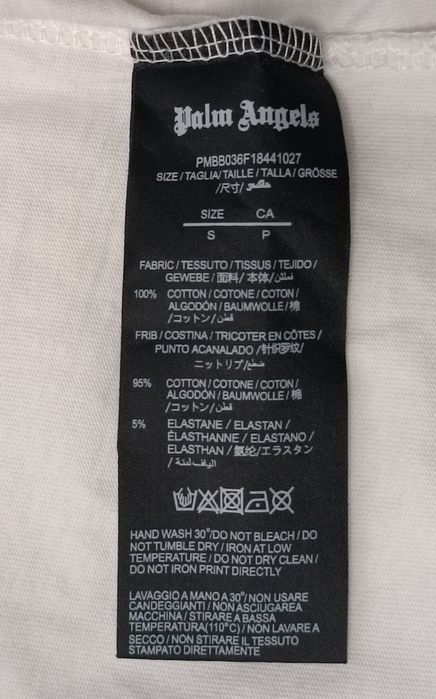 Palm Angels
PMBB036F18441027
SIZE / TAGLIA / TAILLE / TALLA / GRÖSSE
/尺寸/
SIZE CA
S P
FABRIC / TESSUTO / TISSUS / TEJIDO /
GEWEBE / 面料 / 本体/
100% COTTON / COTONE / COTON /
ALGODÓN / BAUMWOLLE / 棉
/コットン/ قطن
FRIB / COSTINA / TRICOTER EN CÔTES /
PUNTO ACANALADO /针织罗纹/
ニットリブ/مضلع
95% COTTON / COTONE / COTON /
ALGODÓN / BAUMWOLLE / 棉
/コットン/ قطن
5% ELASTANE / ELASTAN /
ÉLASTHANNE / ELASTANO /
ELASTHAN / 氨纶/エラスタン
/ الياف لمنة
HAND WASH 30°/DO NOT BLEACH / DO
NOT TUMBLE DRY / IRON AT LOW
TEMPERATURE / DO NOT DRY CLEAN /
DO NOT IRON PRINT DIRECTLY
LAVAGGIO A MANO A 30°/ NON USARE
CANDEGGIANTI / NON ASCIUGAREA
MACCHINA / STIRARE A BASSA
TEMPERATURA(110°C) / NON LAVARE A
SECCO / NON STIRARE IL TESSUTO
STAMPATO DIRETTAMENTE